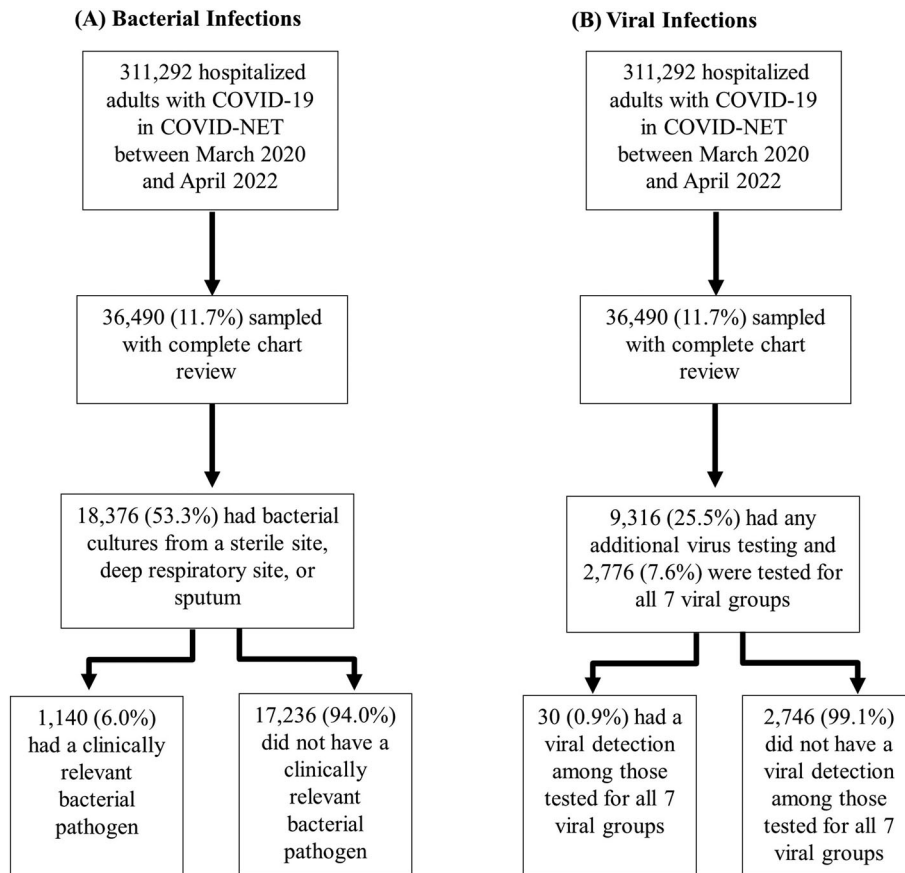 (A) Bacterial Infections
311,292 hospitalized
adults with COVID-19
in COVID-NET
between March 2020
and April 2022
36,490 (11.7%) sampled
with complete chart
review
18,376 (53.3%) had bacterial
cultures from a sterile site,
deep respiratory site, or
sputum
1,140 (6.0%)
had a clinically
relevant
bacterial
pathogen
17,236 (94.0%)
did not have a
clinically
relevant
bacterial
pathogen
(B) Viral Infections
311,292 hospitalized
adults with COVID-19
in COVID-NET
between March 2020
and April 2022
36,490 (11.7%) sampled
with complete chart
review
9,316 (25.5%) had any
additional virus testing and
2,776 (7.6%) were tested for
all 7 viral groups
30 (0.9%) had a
viral detection
among those
tested for all 7
viral groups
2,746 (99.1%)
did not have a
viral detection
among those
tested for all 7
viral groups